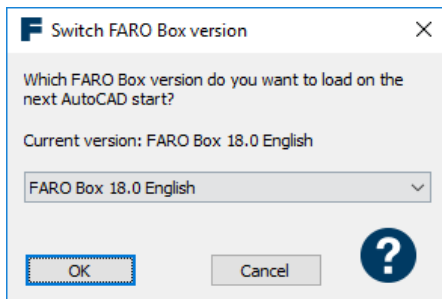 Switch FARO Box version
Which FARO Box version do you want to load on the
next AutoCAD start?
Current version: FARO Box 18.0 English
FARO Box 18.0 English
OK
Cancel
?